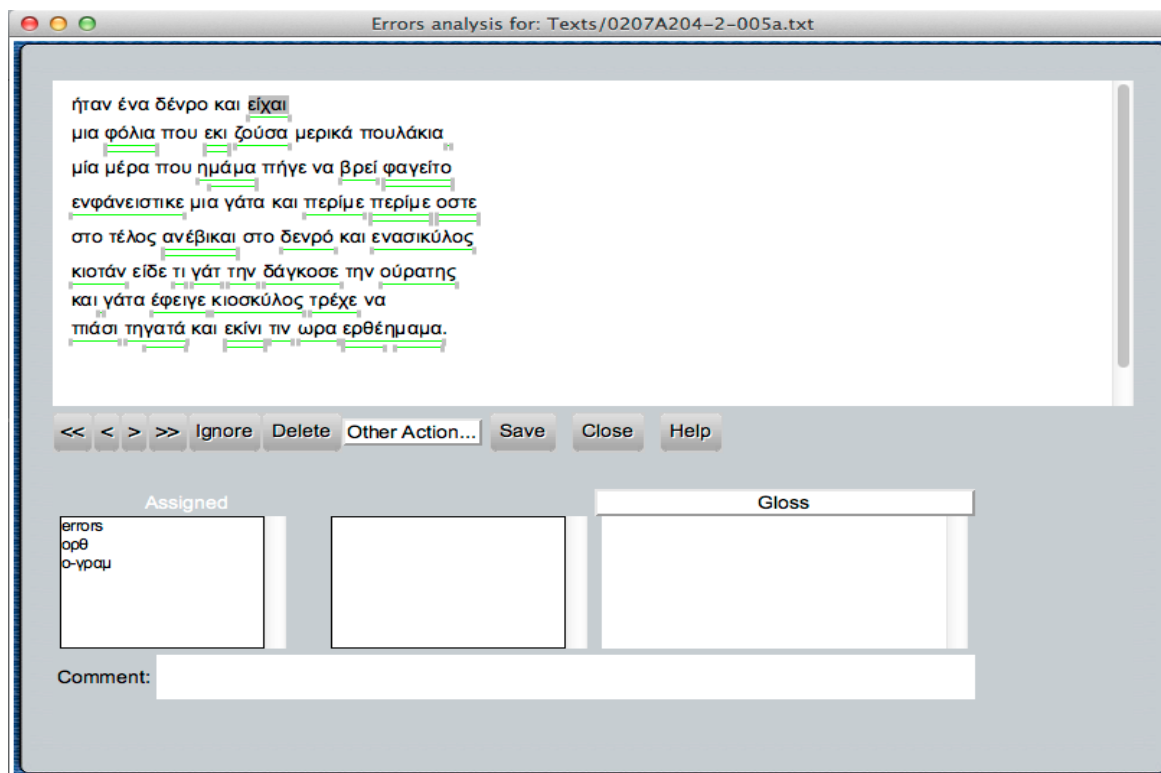 Errors analysis for: Texts/0207A204-2-005a.txt
ήταν ένα δένρο και είχαι
μια φόλια που εκι ζούσα μερικά πουλάκια
μία μέρα που ημάμα πήγε να βρεί φαγείτο
ενφάνειστικε μια γάτα και περίμε περίμε οστε
στο τέλος ανέβικαι στο δενρό και ενασικύλος
κιοτάν είδε τι γάτ την δάγκοσε την ούρατης
και γάτα έφειγε κιοσκύλος τρέχε να
πιάσι τηγατά και εκίνι τιν ωρα ερθέημαμα.
<< < > >> Ignore Delete Other Action... Save Close Help
Assigned
Gloss
errors
ορθ
ο-γραμ
Comment: